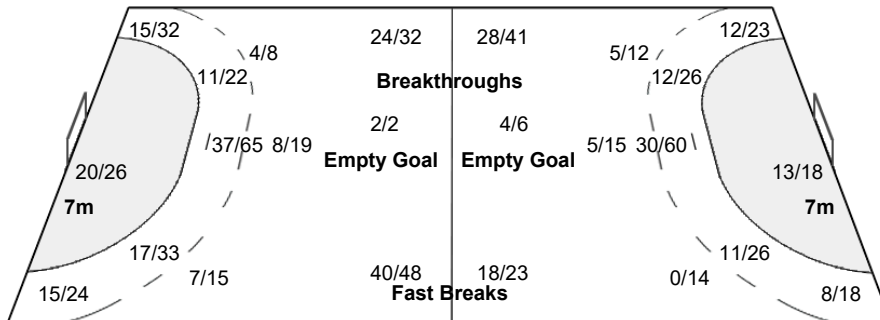 15/32 24/32 28/41 12/23
4/8 5/12
11/22 Breakthroughs 12/26
2/2 4/6
37/65 8/19 5/15 30/60
Empty Goal Empty Goal
20/26 13/18
7m 7m
17/33 11/26
7/15 40/48 18/23 0/14
15/24 Fast Breaks 8/18